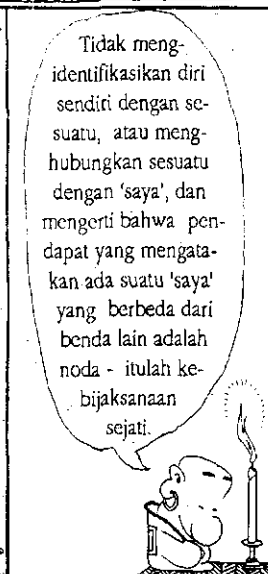 Tidak meng-
identifikasikan diri
sendiri dengan se-
suatu, atau meng-
hubungkan sesuatu
dengan 'saya', dan
mengerti bahwa pen-
dapat yang mengata-
kan ada suatu 'saya'
yang berbeda dari
benda lain adalah
noda - itulah ke-
bijaksanaan
sejati.